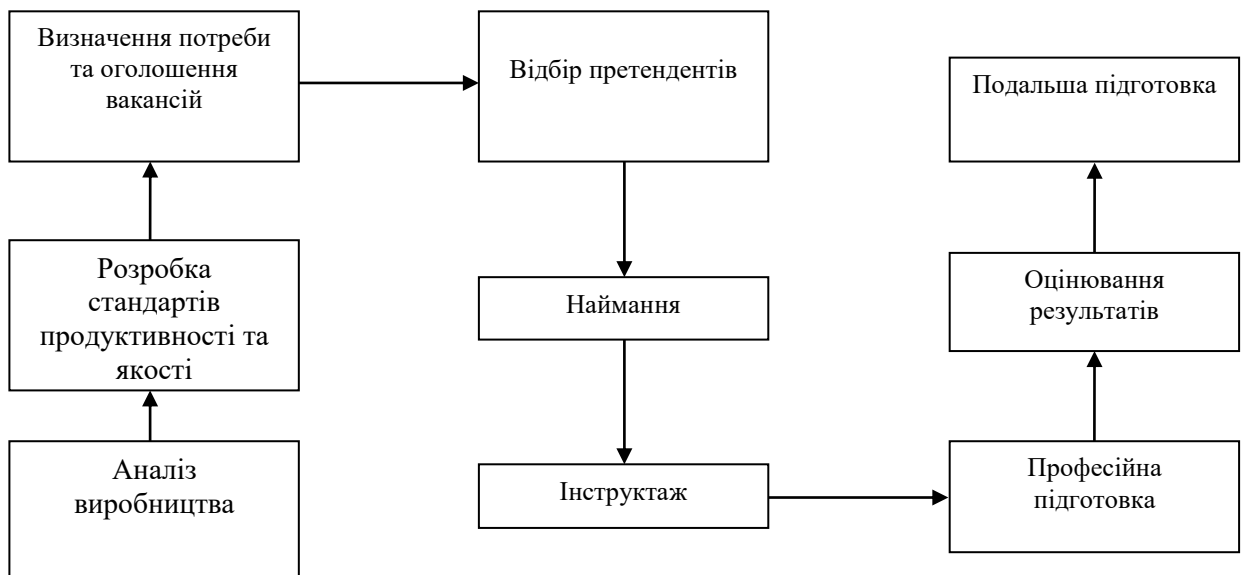 Визначення потреби
та оголошення
вакансій
Відбір претендентів
Подальша підготовка
Розробка
стандартів
продуктивності та
якості
Наймання
Оцінювання
результатів
Аналіз
виробництва
Інструктаж
Професійна
підготовка